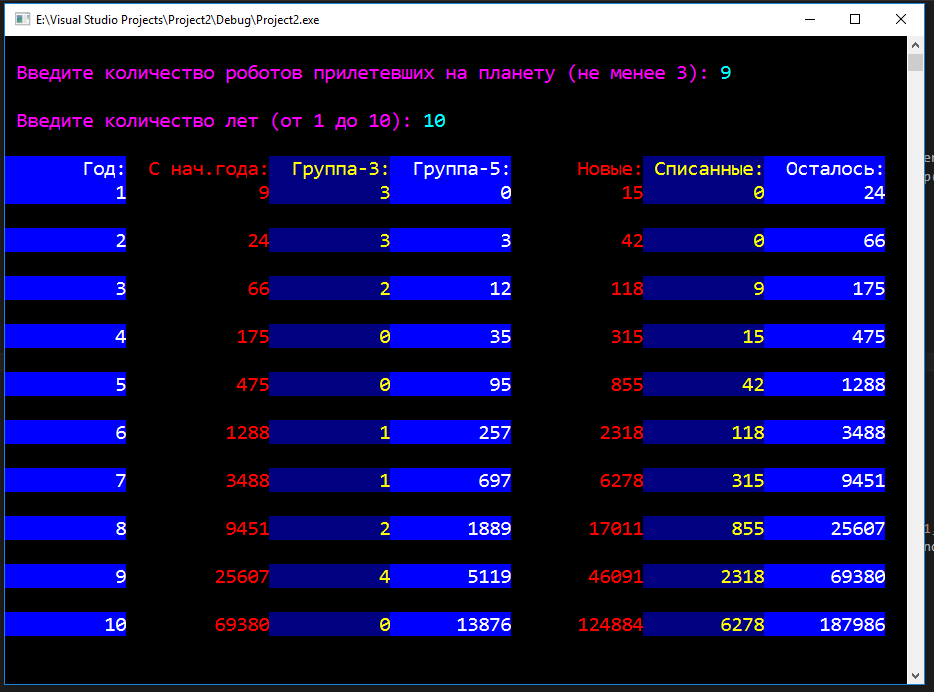 E:\Visual Studio Projects\Project2\Debug\Project2.exe
Введите количество роботов прилетевших на планету (не менее 3): 9
Введите количество лет (от 1 до 10): 10
Год: С нач.года: Группа-3: Группа-5: Новые: Списанные: Осталось:
1 9 3 0 15 0 24
2 24 3 3 42 0 66
3 66 2 12 118 9 175
4 175 0 35 315 15 475
5 475 0 95 855 42 1288
6 1288 1 257 2318 118 3488
7 3488 1 697 6278 315 9451
8 9451 2 1889 17011 855 25607
9 25607 4 5119 46091 2318 69380
10 69380 0 13876 124884 6278 187986